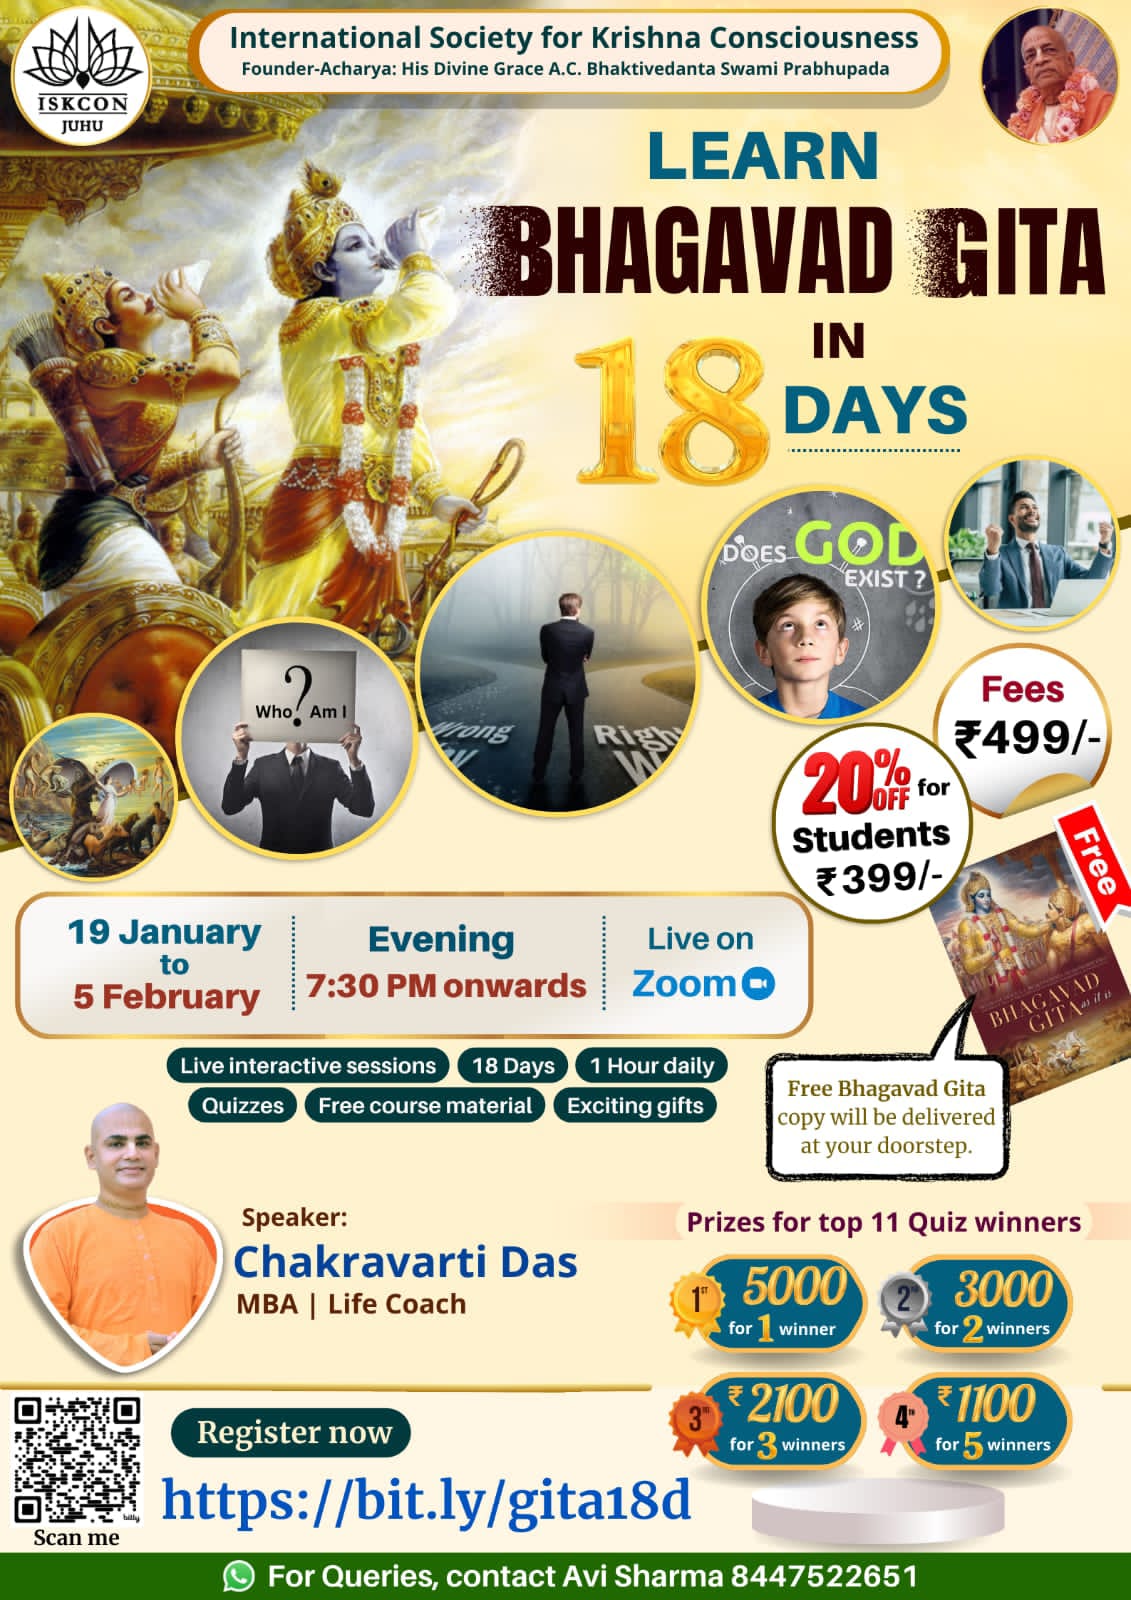 ISKCON
JUHU
International Society for Krishna Consciousness
Founder-Acharya: His Divine Grace A.C. Bhaktivedanta Swami Prabhupada
LEARN
BHAGAVAD GITA
IN
18 DAYS
DOES GOD
EXIST ?
Who ? Am I
Wrong
Right
Fees
₹499/-
20% OFF for
Students
₹399/-
Free
BHAGAVAD
GITA as it is
19 January
to
5 February
Evening
7:30 PM onwards
Live on
Zoom
Live interactive sessions
18 Days
1 Hour daily
Quizzes
Free course material
Exciting gifts
Free Bhagavad Gita
copy will be delivered
at your doorstep.
Speaker:
Chakravarti Das
MBA | Life Coach
Prizes for top 11 Quiz winners
1ST 5000
for 1 winner
2ND 3000
for 2 winners
3RD ₹2100
for 3 winners
4TH ₹1100
for 5 winners
bitly
Scan me
Register now
https://bit.ly/gita18d
For Queries, contact Avi Sharma 8447522651